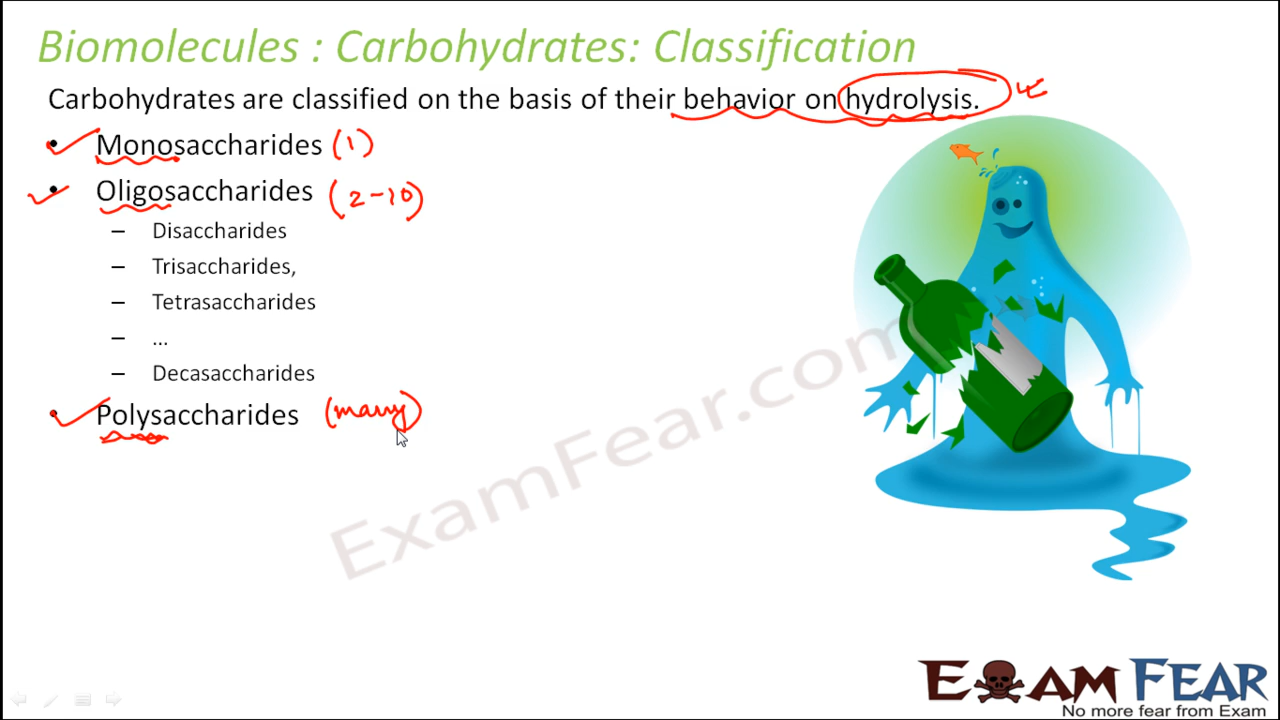 Biomolecules : Carbohydrates: Classification
Carbohydrates are classified on the basis of their behavior on hydrolysis.
• Monosaccharides (1)
• Oligosaccharides (2-10)
– Disaccharides
– Trisaccharides,
– Tetrasaccharides
– ...
– Decasaccharides
• Polysaccharides (many)
ExamFear.com
EXAM FEAR
No more fear from Exam